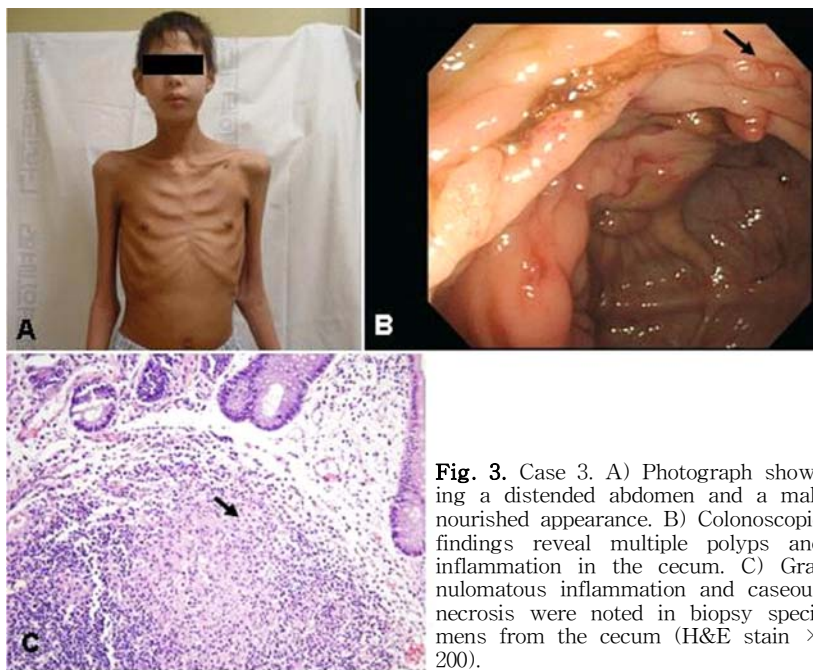 A
B
C
Fig. 3. Case 3. A) Photograph show
ing a distended abdomen and a mal
nourished appearance. B) Colonoscopi
findings reveal multiple polyps and
inflammation in the cecum. C) Gra
nulomatous inflammation and caseou
necrosis were noted in biopsy speci
mens from the cecum (H&E stain ×
200).